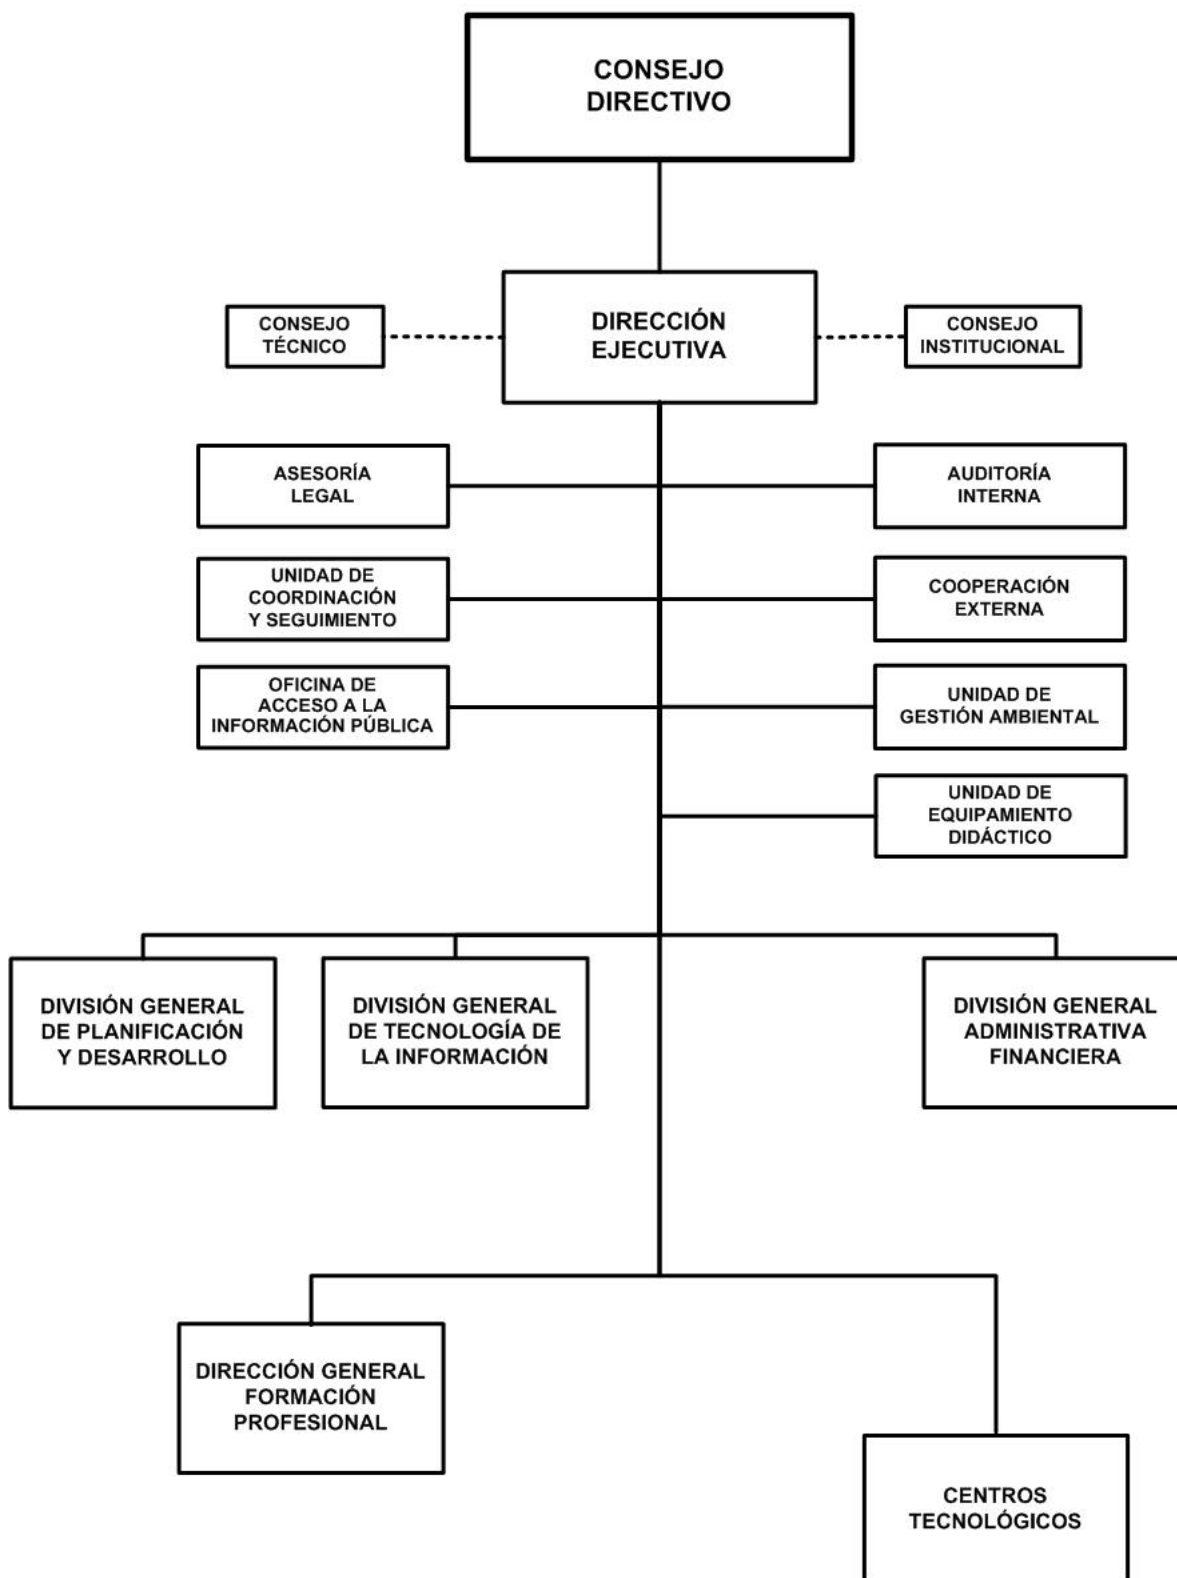 CONSEJO
DIRECTIVO
CONSEJO
TÉCNICO
DIRECCIÓN
EJECUTIVA
CONSEJO
INSTITUCIONAL
ASESORÍA
LEGAL
AUDITORÍA
INTERNA
UNIDAD DE
COORDINACIÓN
Y SEGUIMIENTO
COOPERACIÓN
EXTERNA
OFICINA DE
ACCESO A LA
INFORMACIÓN PÚBLICA
UNIDAD DE
GESTIÓN AMBIENTAL
UNIDAD DE
EQUIPAMIENTO
DIDÁCTICO
DIVISIÓN GENERAL
DE PLANIFICACIÓN
Y DESARROLLO
DIVISIÓN GENERAL
DE TECNOLOGÍA DE
LA INFORMACIÓN
DIVISIÓN GENERAL
ADMINISTRATIVA
FINANCIERA
DIRECCIÓN GENERAL
FORMACIÓN
PROFESIONAL
CENTROS
TECNOLÓGICOS